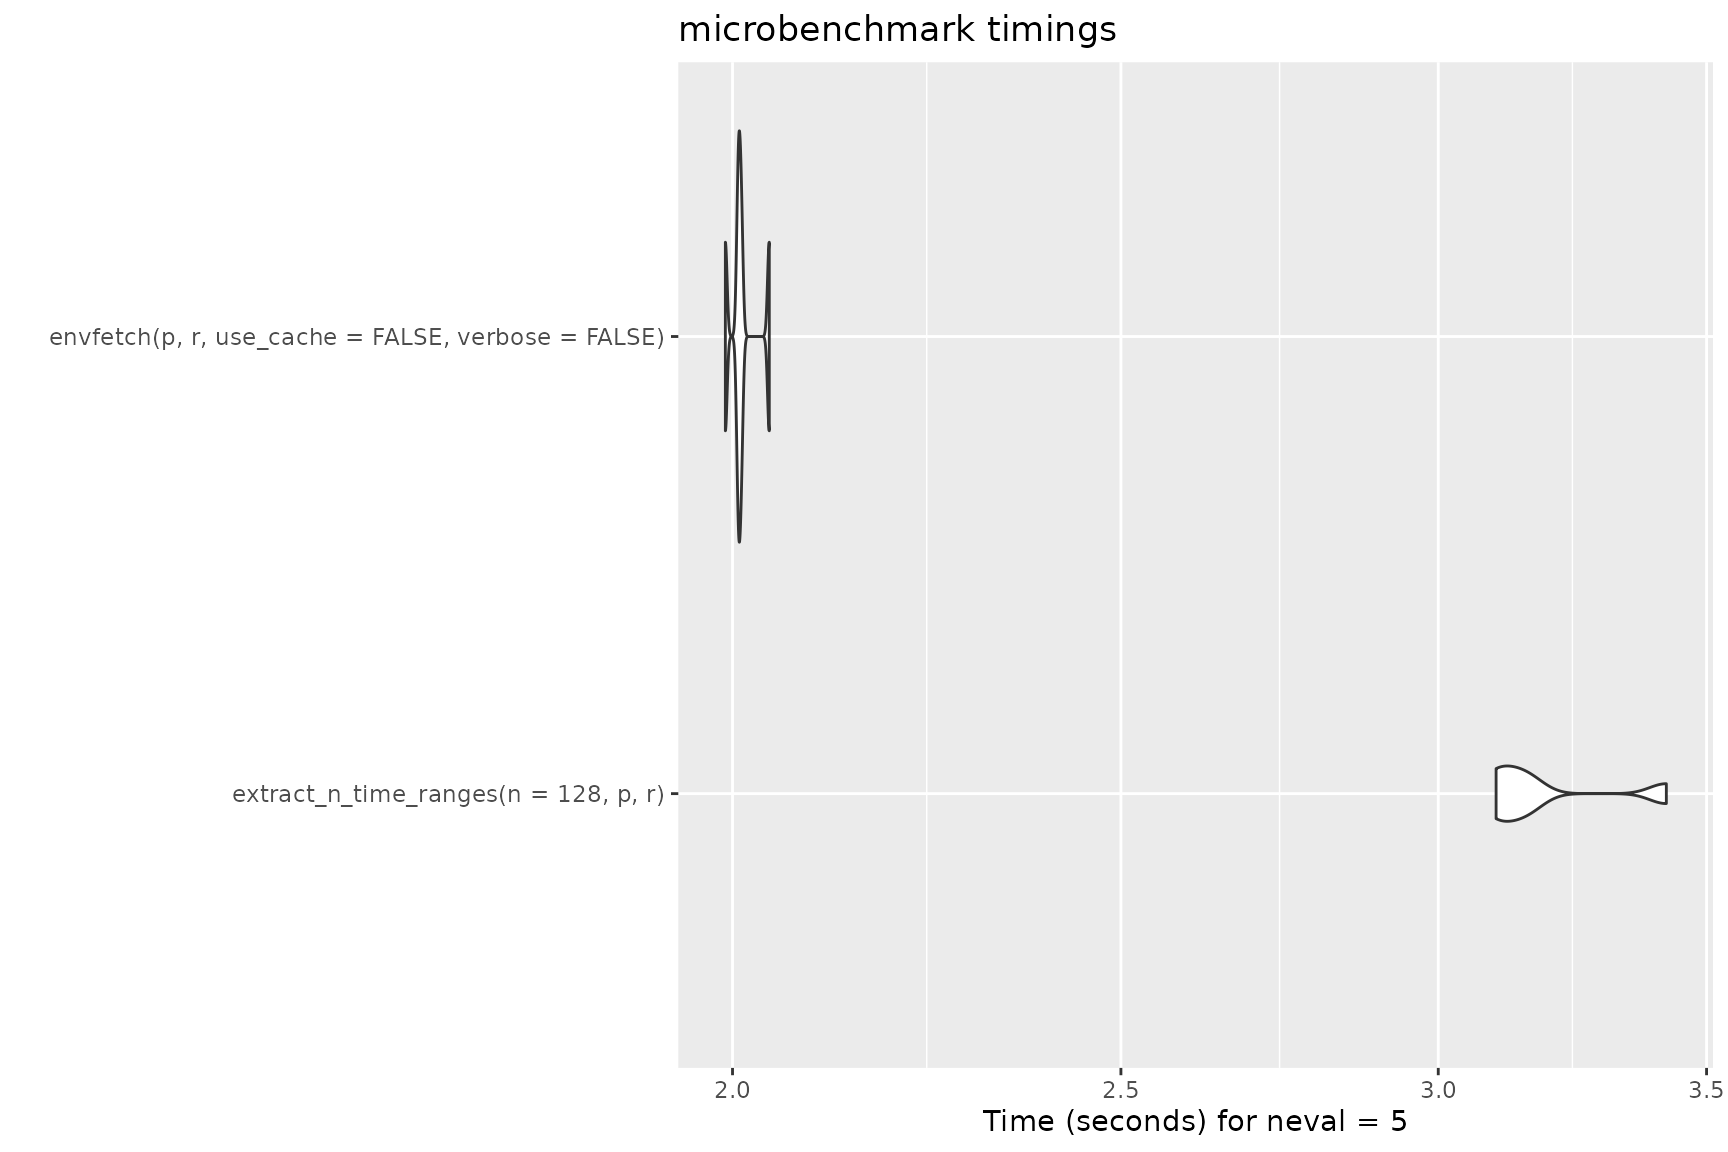 microbenchmark timings
envfetch(p, r, use_cache = FALSE, verbose = FALSE)
extract_n_time_ranges(n = 128, p, r)
2.0 2.5 3.0 3.5
Time (seconds) for neval = 5